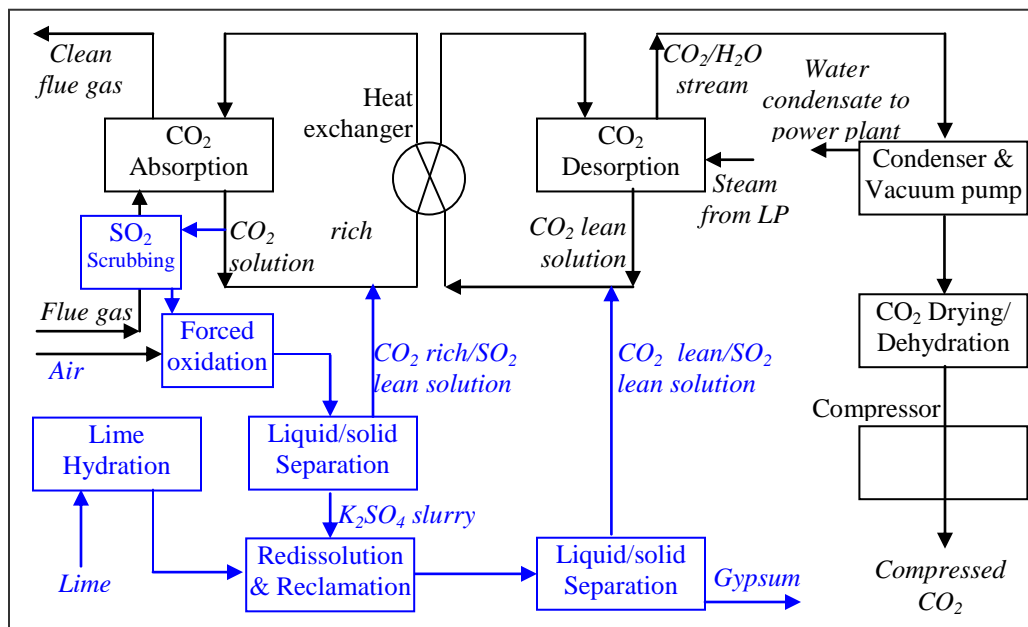 Clean
flue gas
CO₂
Absorption
Heat
exchanger
CO₂
Desorption
CO₂/H₂O
stream
Water
condensate to
power plant
Condenser &
Vacuum pump
Steam
from LP
SO₂
Scrubbing
CO₂ rich
solution
CO₂ lean
solution
Flue gas
Air
Forced
oxidation
CO₂ rich/SO₂
lean solution
CO₂ lean/SO₂
lean solution
CO₂ Drying/
Dehydration
Compressor
Lime
Hydration
Liquid/solid
Separation
K₂SO₄ slurry
Lime
Redissolution
& Reclamation
Liquid/solid
Separation
Gypsum
Compressed
CO₂